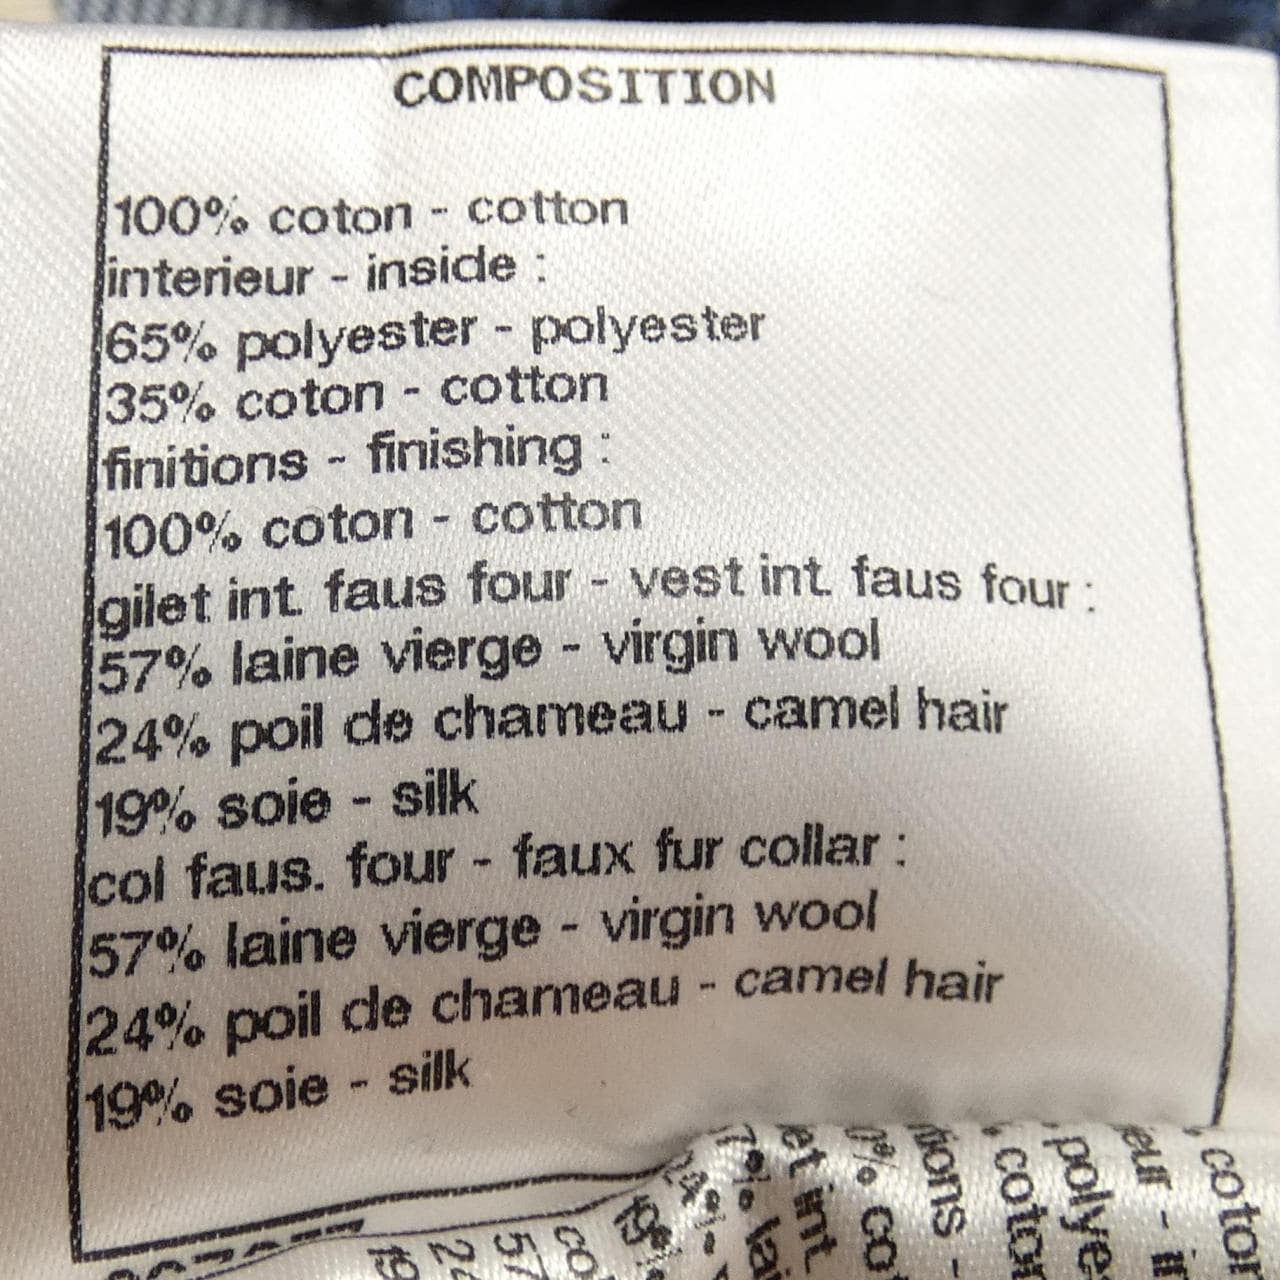 COMPOSITION
100% coton - cotton
interieur - inside :
65% polyester - polyester
35% coton - cotton
finitions - finishing :
100% coton - cotton
gilet int. faus four - vest int. faus four :
57% laine vierge - virgin wool
24% poil de chameau - camel hair
19% soie - silk
col faus. four - faux fur collar :
57% laine vierge - virgin wool
24% poil de chameau - camel hair
19% soie - silk